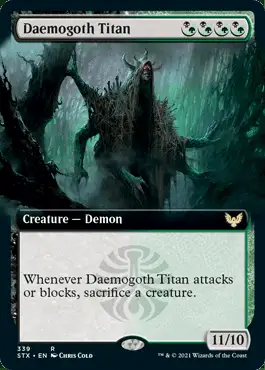 Daemogoth Titan
Creature — Demon
Whenever Daemogoth Titan attacks
or blocks, sacrifice a creature.
11/10
339 R
STX • EN Chris Cold
™ & © 2021 Wizards of the Coast